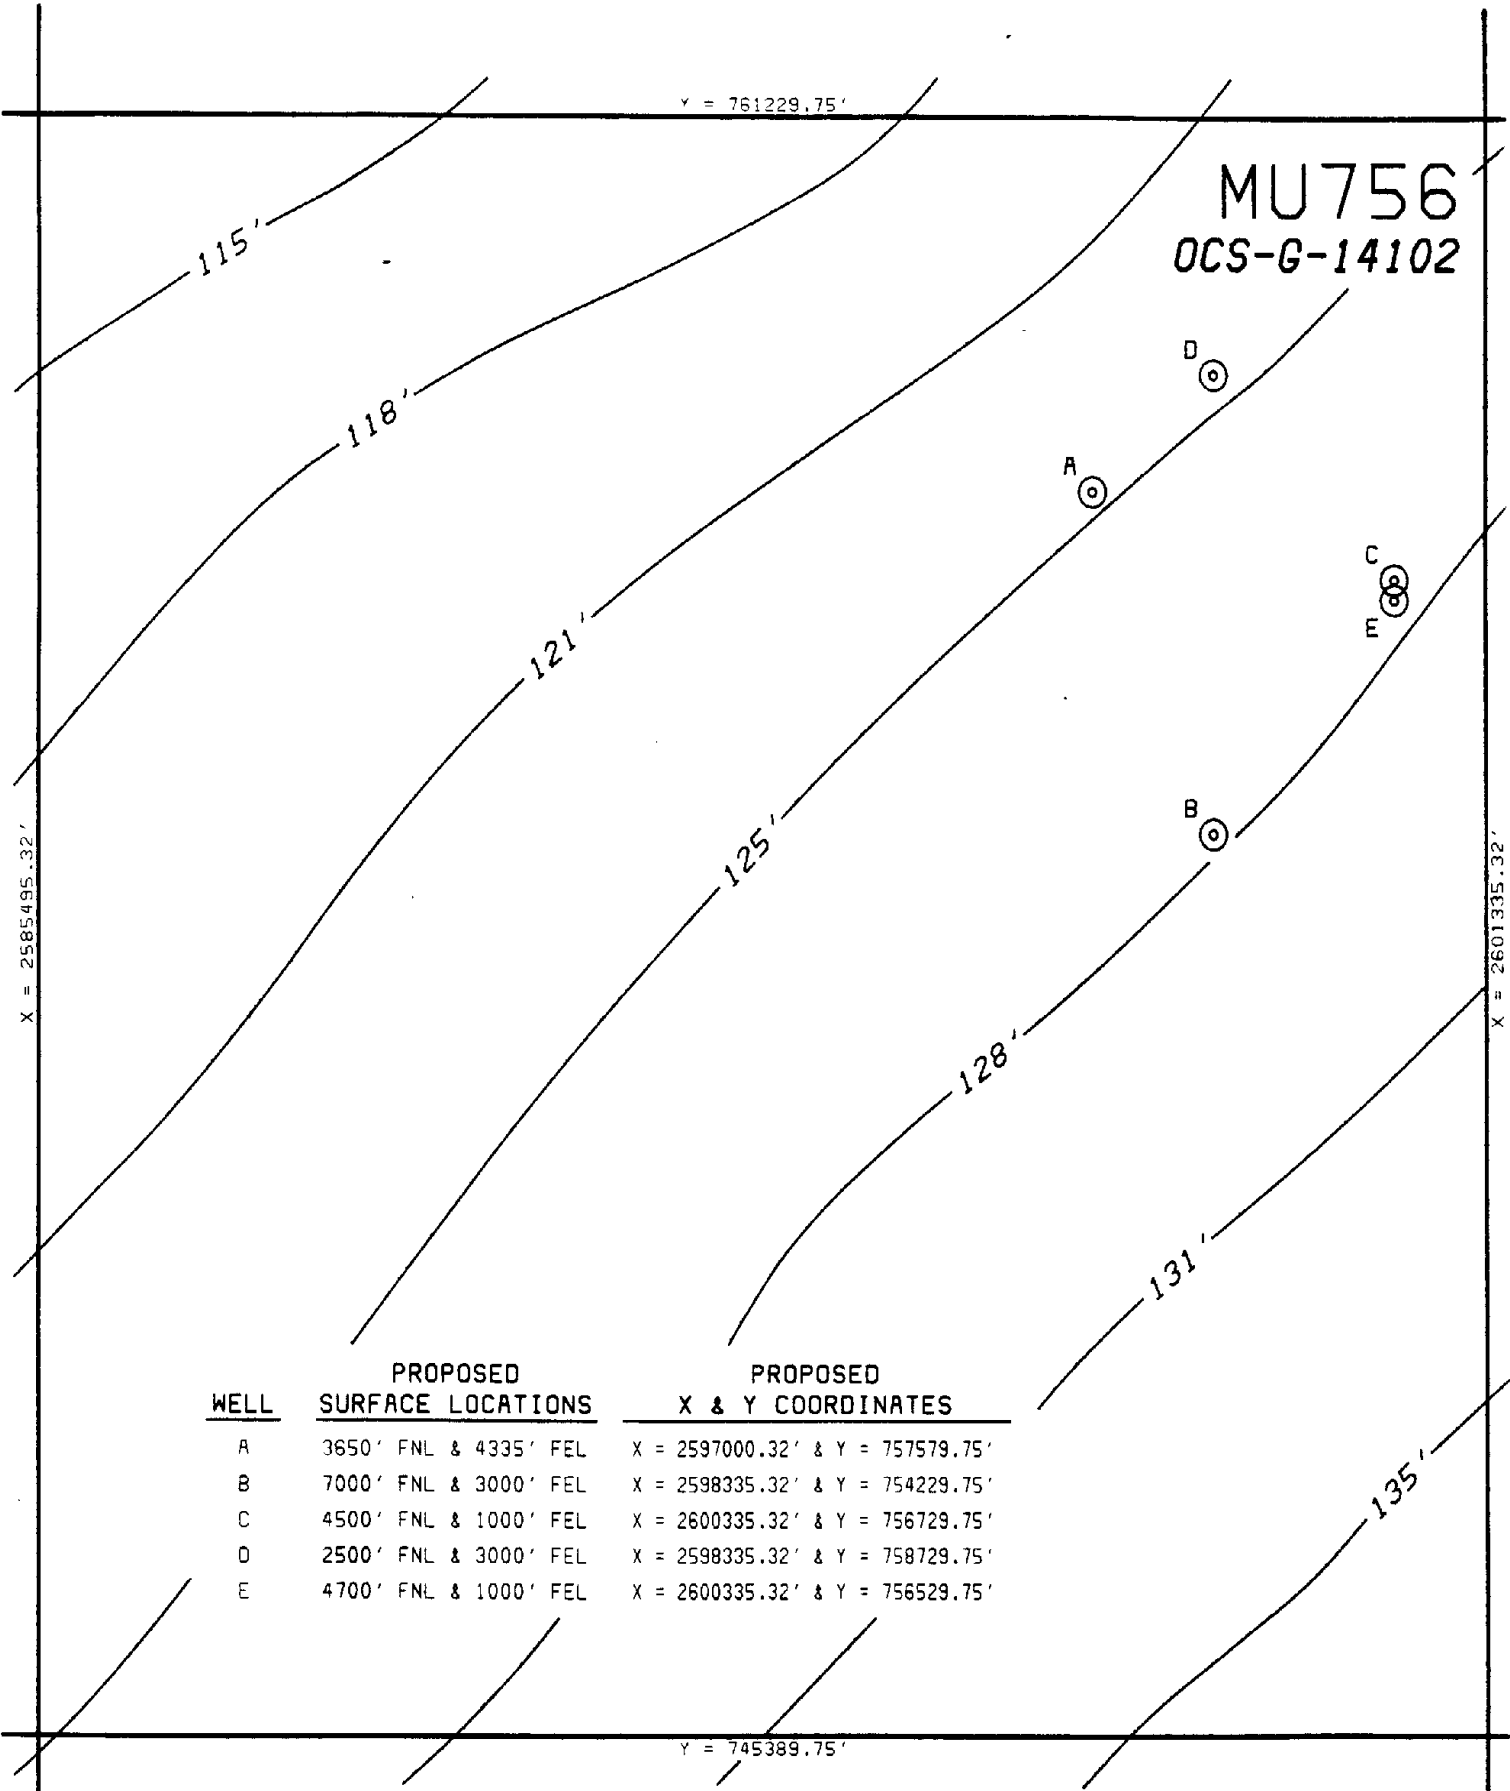 Y = 761229.75'
MU756
OCS-G-14102
115'
118'
121'
125'
128'
131'
135'
D
A
C
E
B
X = 2585495.32'
X = 2601335.32'
PROPOSED PROPOSED
WELL SURFACE LOCATIONS X & Y COORDINATES
A 3650' FNL & 4335' FEL X = 2597000.32' & Y = 757579.75'
B 7000' FNL & 3000' FEL X = 2598335.32' & Y = 754229.75'
C 4500' FNL & 1000' FEL X = 2600335.32' & Y = 756729.75'
D 2500' FNL & 3000' FEL X = 2598335.32' & Y = 758729.75'
E 4700' FNL & 1000' FEL X = 2600335.32' & Y = 756529.75'
Y = 745389.75'